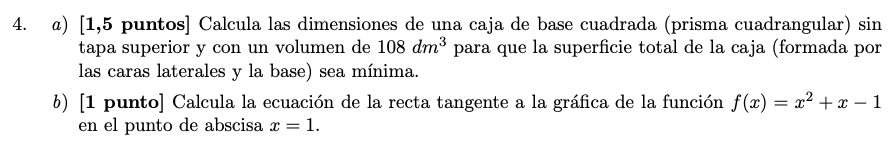 4. a) [1,5 puntos] Calcula las dimensiones de una caja de base cuadrada (prisma cuadrangular) sin
tapa superior y con un volumen de 108 dm³ para que la superficie total de la caja (formada por
las caras laterales y la base) sea mínima.
b) [1 punto] Calcula la ecuación de la recta tangente a la gráfica de la función f(x) = x² + x − 1
en el punto de abscisa x = 1.